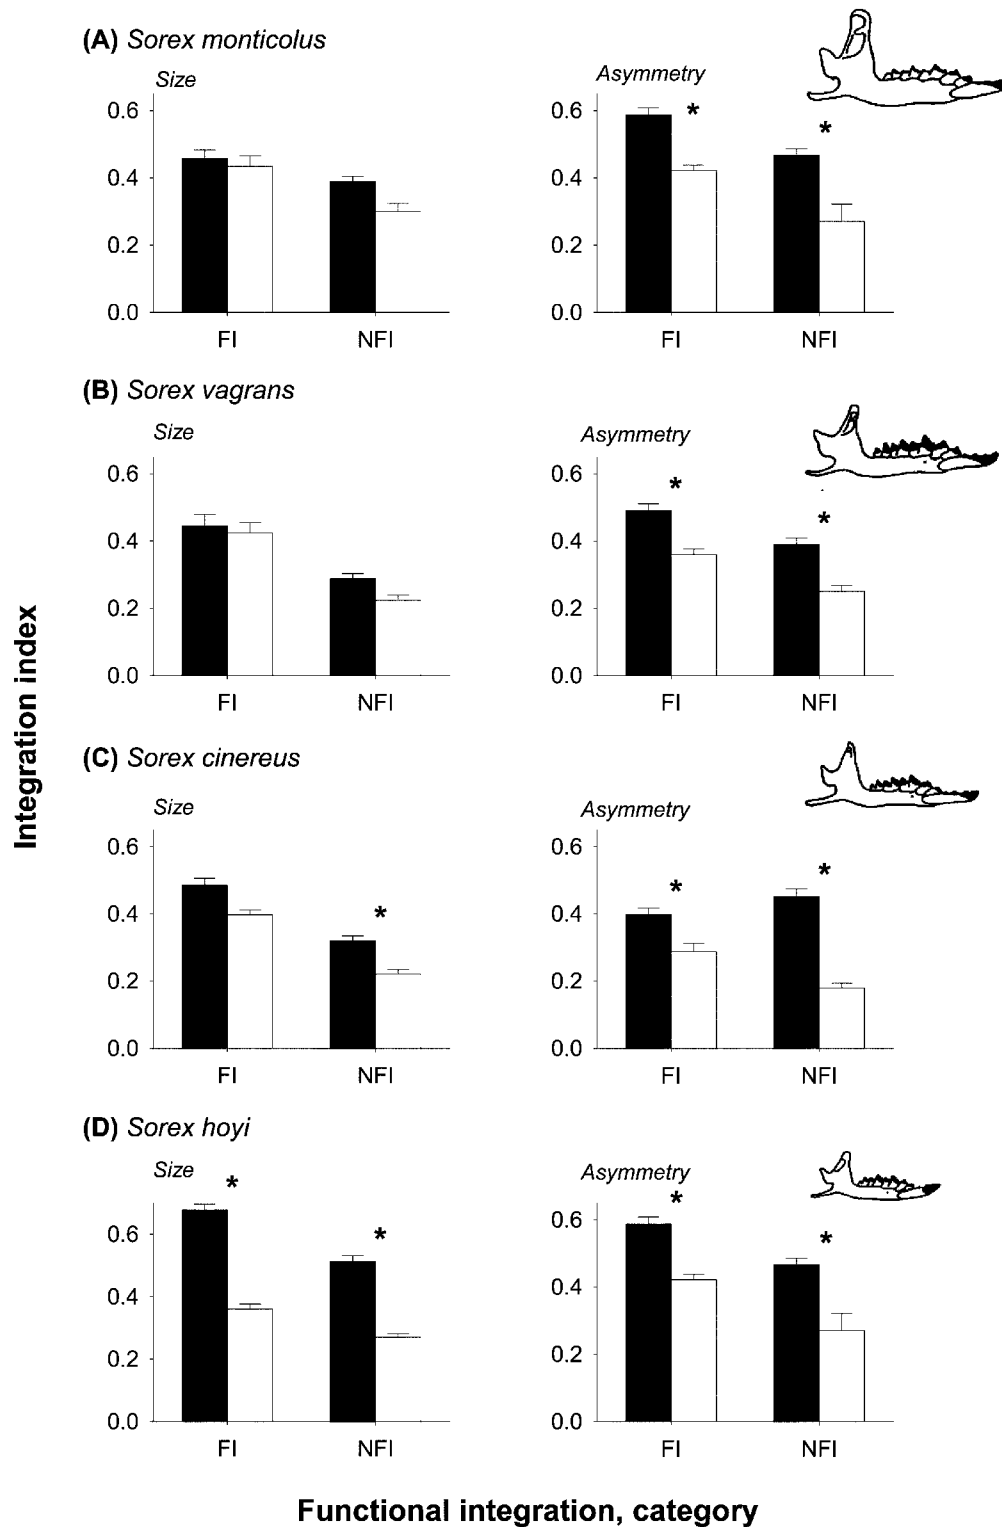 (A) Sorex monticolus
Size
Asymmetry
0.6
0.4
0.2
0.0
FI
NFI
*
*
0.6
0.4
0.2
0.0
FI
NFI
(B) Sorex vagrans
Size
Asymmetry
0.6
0.4
0.2
0.0
FI
NFI
*
*
0.6
0.4
0.2
0.0
FI
NFI
(C) Sorex cinereus
Size
Asymmetry
*
0.6
0.4
0.2
0.0
FI
NFI
*
*
0.6
0.4
0.2
0.0
FI
NFI
(D) Sorex hoyi
Size
Asymmetry
*
*
0.6
0.4
0.2
0.0
FI
NFI
*
*
0.6
0.4
0.2
0.0
FI
NFI
Integration index
Functional integration, category